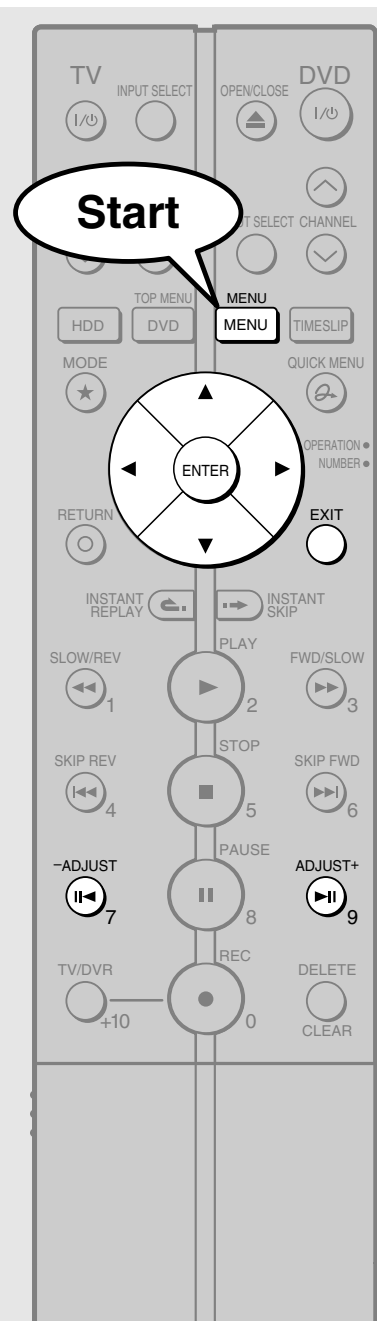 TV
DVD
INPUT SELECT
OPEN/CLOSE
I/
I/
Start
SELECT
CHANNEL
TOP MENU
MENU
HDD
DVD
MENU
TIMESLIP
MODE
QUICK MENU
ENTER
OPERATION
NUMBER
RETURN
EXIT
INSTANT
REPLAY
INSTANT
SKIP
SLOW/REV
PLAY
FWD/SLOW
1
2
3
SKIP REV
STOP
SKIP FWD
4
5
6
–ADJUST
PAUSE
ADJUST+
7
8
9
TV/DVR
REC
DELETE
+10
0
CLEAR